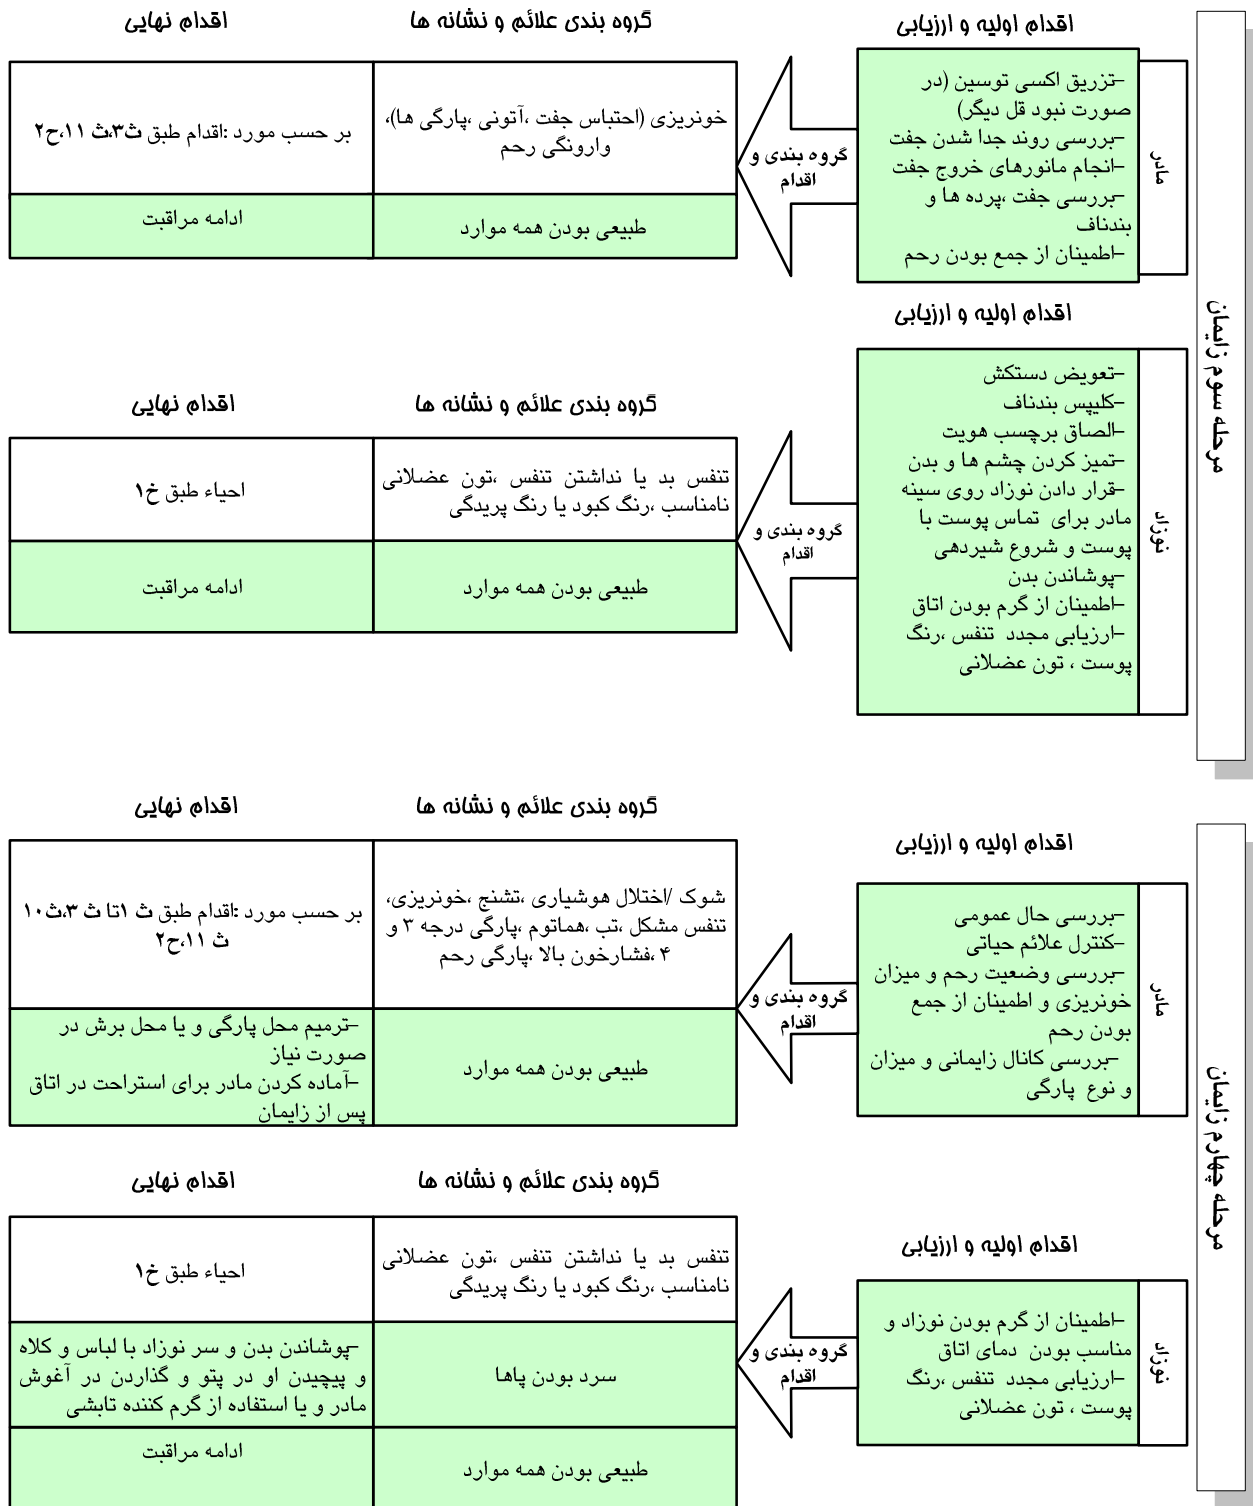 مرحله سوم زایمان
اقدام اولیه و ارزیابی
مادر
-تزریق اکسی توسین (در
صورت نبود قل دیگر)
-بررسی روند جدا شدن جفت
-انجام مانورهای خروج جفت
-بررسی جفت ،پرده ها و
بندناف
-اطمینان از جمع بودن رحم
گروه بندی و
اقدام
گروه بندی علائم و نشانه ها
خونریزی (احتباس جفت ،آتونی ،پارگی ها)،
وارونگی رحم
طبیعی بودن همه موارد
اقدام نهایی
بر حسب مورد :اقدام طبق ث۳،ث ۱۱،ح۲
ادامه مراقبت
اقدام اولیه و ارزیابی
نوزاد
-تعویض دستکش
-کلیپس بندناف
-الصاق برچسب هویت
-تمیز کردن چشم ها و بدن
-قرار دادن نوزاد روی سینه
مادر برای تماس پوست با
پوست و شروع شیردهی
-پوشاندن بدن
-اطمینان از گرم بودن اتاق
-ارزیابی مجدد تنفس ،رنگ
پوست ، تون عضلانی
گروه بندی و
اقدام
گروه بندی علائم و نشانه ها
تنفس بد یا نداشتن تنفس ،تون عضلانی
نامناسب ،رنگ کبود یا رنگ پریدگی
طبیعی بودن همه موارد
اقدام نهایی
احیاء طبق خ۱
ادامه مراقبت
مرحله چهارم زایمان
اقدام اولیه و ارزیابی
مادر
-بررسی حال عمومی
-کنترل علائم حیاتی
-بررسی وضعیت رحم و میزان
خونریزی و اطمینان از جمع
بودن رحم
-بررسی کانال زایمانی و میزان
و نوع پارگی
گروه بندی و
اقدام
گروه بندی علائم و نشانه ها
شوک /اختلال هوشیاری ،تشنج ،خونریزی،
تنفس مشکل ،تب ،هماتوم ،پارگی درجه ۳ و
۴ ،فشارخون بالا ،پارگی رحم
طبیعی بودن همه موارد
اقدام نهایی
بر حسب مورد :اقدام طبق ث ۱تا ث ۳،ث۱۰
ث ۱۱،ح۲
-ترمیم محل پارگی و یا محل برش در
صورت نیاز
-آماده کردن مادر برای استراحت در اتاق
پس از زایمان
اقدام اولیه و ارزیابی
نوزاد
-اطمینان از گرم بودن نوزاد و
مناسب بودن دمای اتاق
-ارزیابی مجدد تنفس ،رنگ
پوست ، تون عضلانی
گروه بندی و
اقدام
گروه بندی علائم و نشانه ها
تنفس بد یا نداشتن تنفس ،تون عضلانی
نامناسب ،رنگ کبود یا رنگ پریدگی
سرد بودن پاها
طبیعی بودن همه موارد
اقدام نهایی
احیاء طبق خ۱
-پوشاندن بدن و سر نوزاد با لباس و کلاه
و پیچیدن او در پتو و گذاردن در آغوش
مادر و یا استفاده از گرم کننده تابشی
ادامه مراقبت